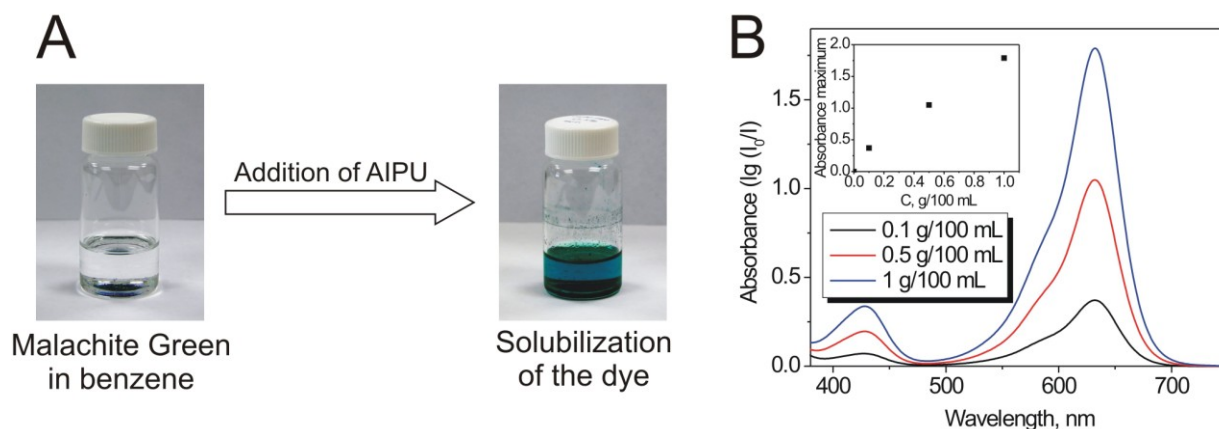 A
Addition of AIPU
Malachite Green
in benzene
Solubilization
of the dye
B
Absorbance (lg (I₀/I)
1.5
1.0
0.5
0.0
400
500
600
700
Wavelength, nm
Absorbance maximum
2.0
1.5
1.0
0.5
0.0
0.0
0.2
0.4
0.6
0.8
1.0
C, g/100 mL
0.1 g/100 mL
0.5 g/100 mL
1 g/100 mL